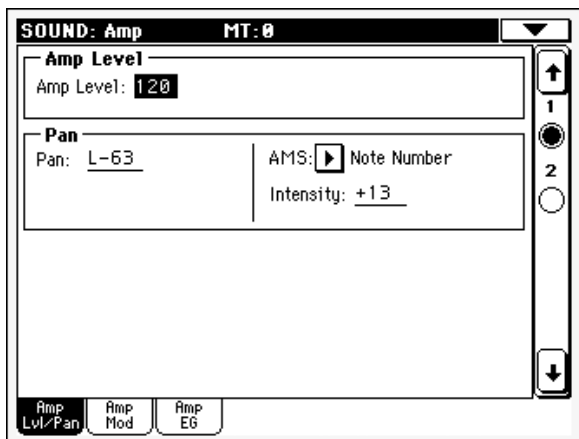 SOUND: Amp MT:0
Amp Level
Amp Level: 120
Pan
Pan: L-63
AMS: Note Number
Intensity: +13
1
2
Amp Lvl/Pan
Amp Mod
Amp EG